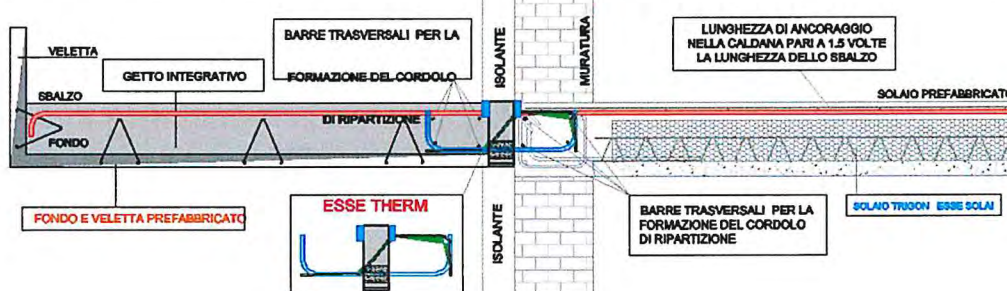 VELETTA
GETTO INTEGRATIVO
SBALZO
FONDO
FONDO E VELETTA PREFABBRICATO
BARRE TRASVERSALI PER LA
FORMAZIONE DEL CORDOLO
DI RIPARTIZIONE
ISOLANTE
MURATURA
LUNGHEZZA DI ANCORAGGIO
NELLA CALDANA PARI A 1.5 VOLTE
LA LUNGHEZZA DELLO SBALZO
SOLAIO PREFABBRICATO
ESSE THERM
ISOLANTE
BARRE TRASVERSALI PER LA
FORMAZIONE DEL CORDOLO
DI RIPARTIZIONE
SOLAIO TRIGON ESSE SOLAI